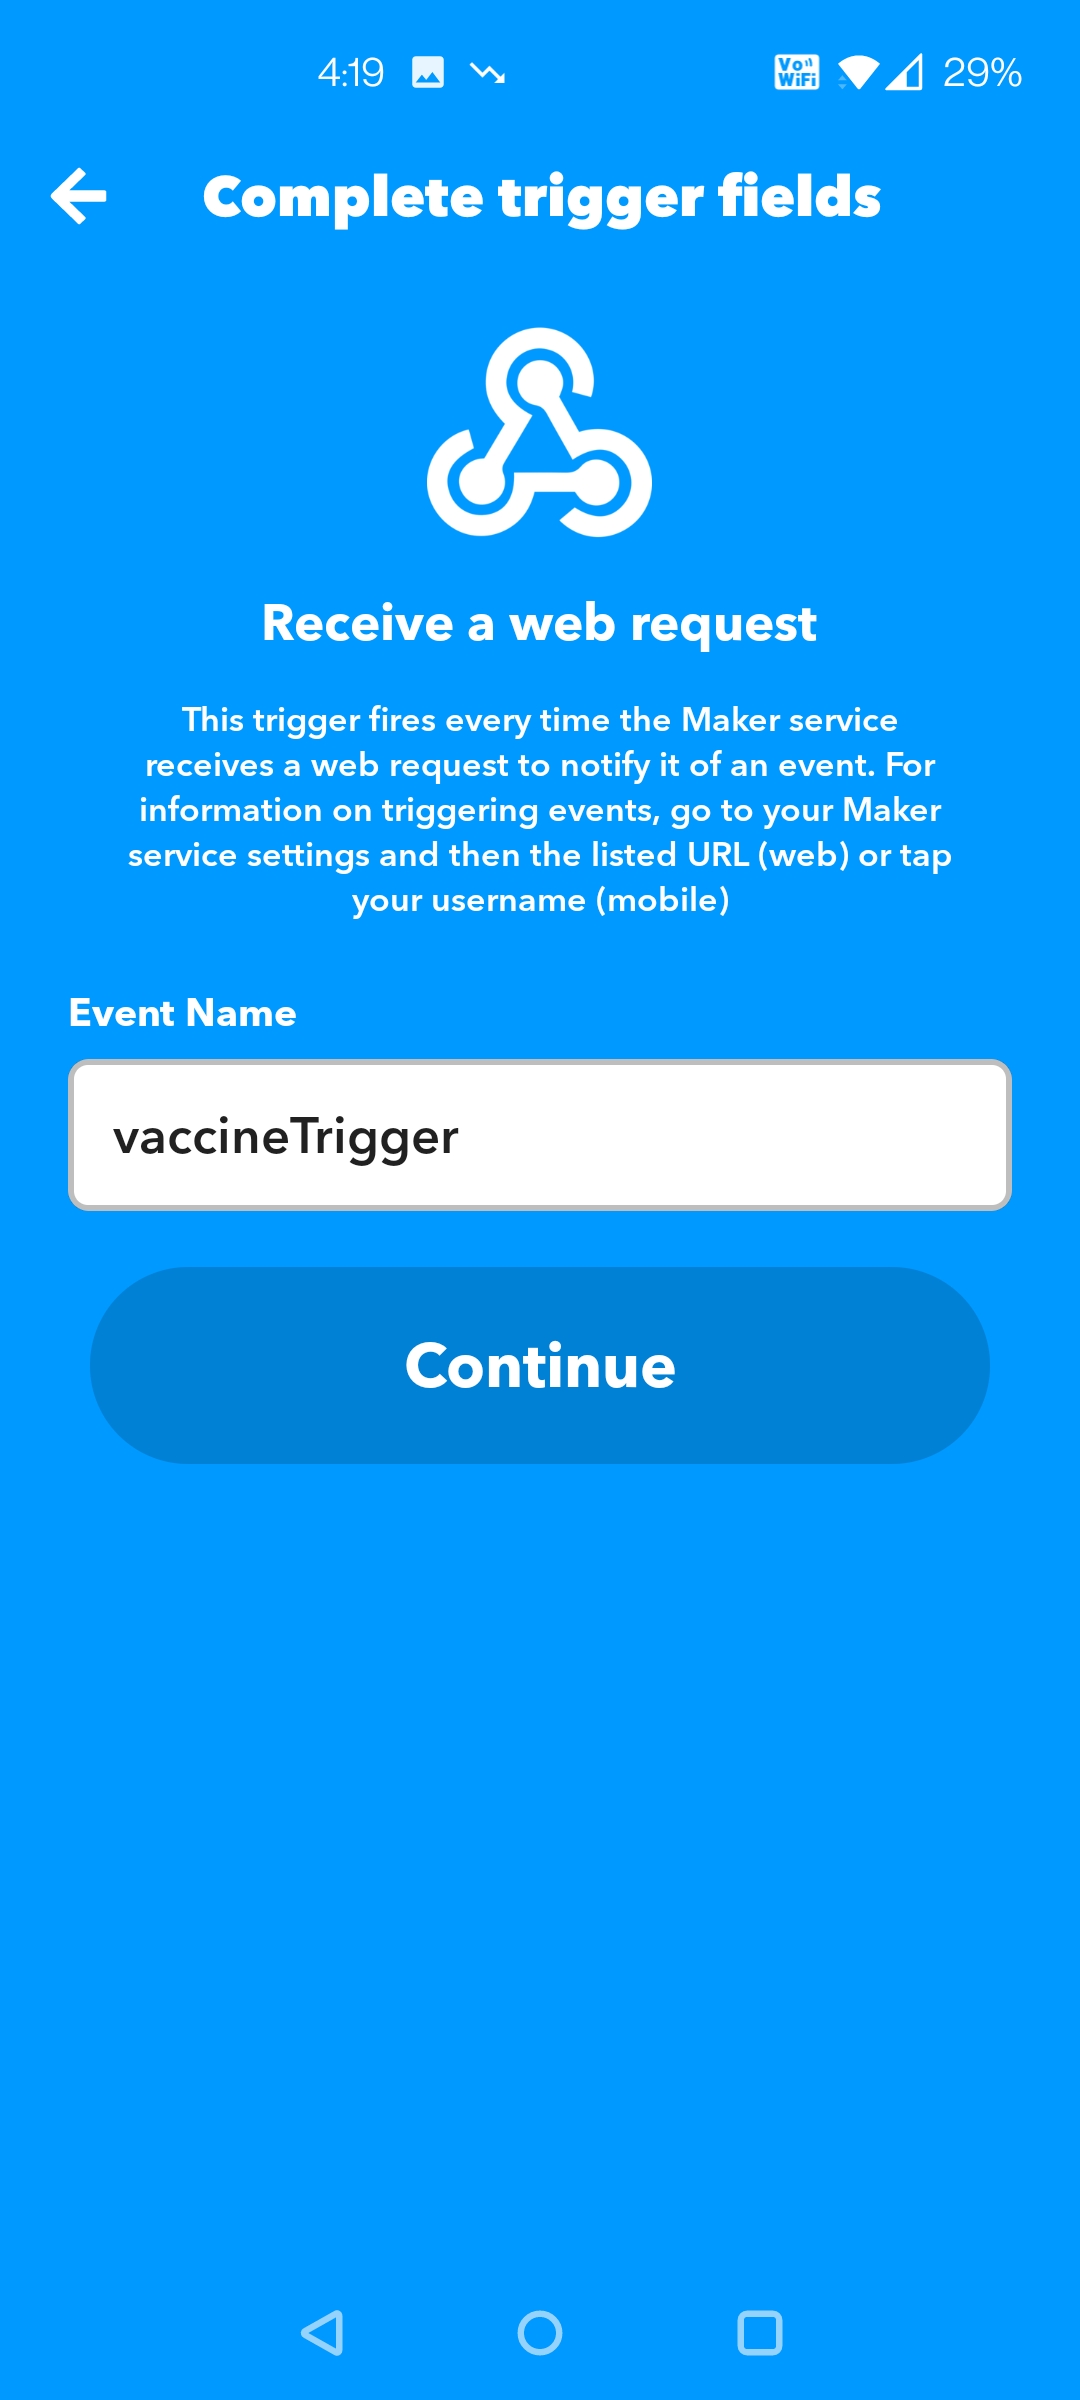 4:19
Vo WiFi
29%
Complete trigger fields
Receive a web request
This trigger fires every time the Maker service
receives a web request to notify it of an event. For
information on triggering events, go to your Maker
service settings and then the listed URL (web) or tap
your username (mobile)
Event Name
vaccineTrigger
Continue